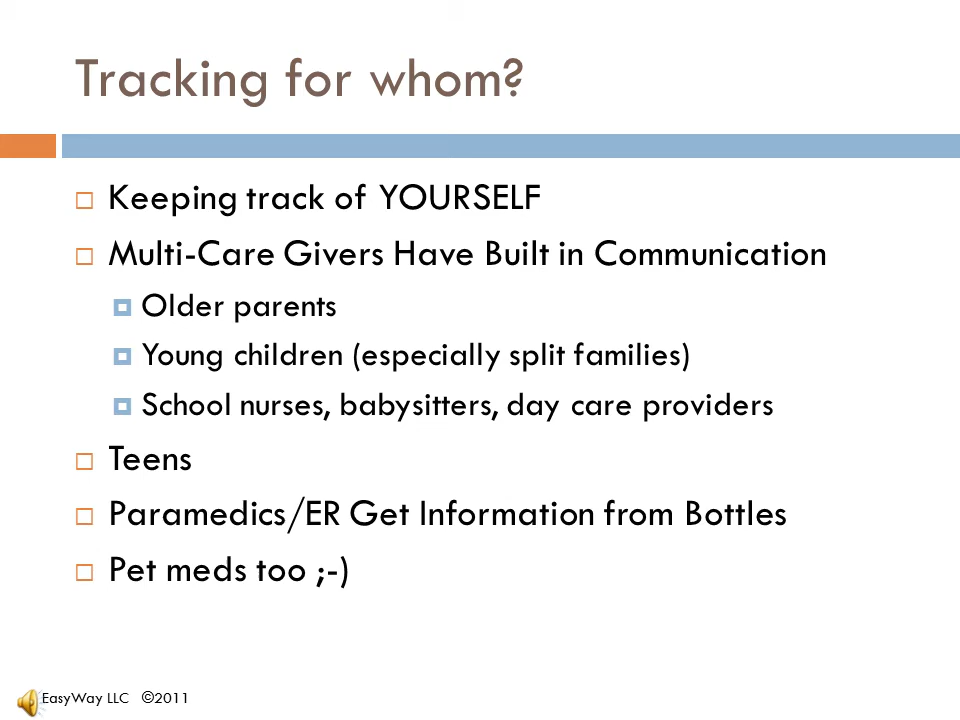 Tracking for whom?
Keeping track of YOURSELF
Multi-Care Givers Have Built in Communication
Older parents
Young children (especially split families)
School nurses, babysitters, day care providers
Teens
Paramedics/ER Get Information from Bottles
Pet meds too ;-)
EasyWay LLC ©2011